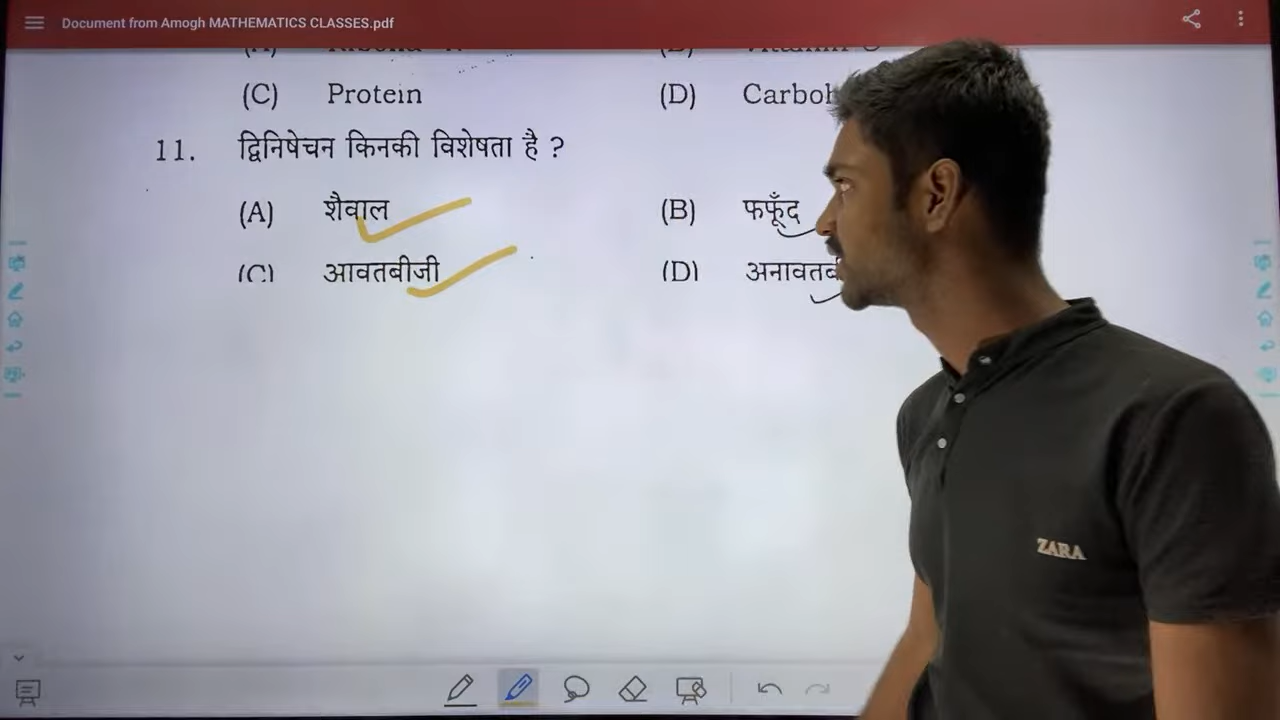 Document from Amogh MATHEMATICS CLASSES.pdf
(C) Protein (D)
11. द्विनिषेचन किनकी विशेषता है ?
(A) शैवाल (B) फफूँद
(C) आवतबीजी (D)
ZARA